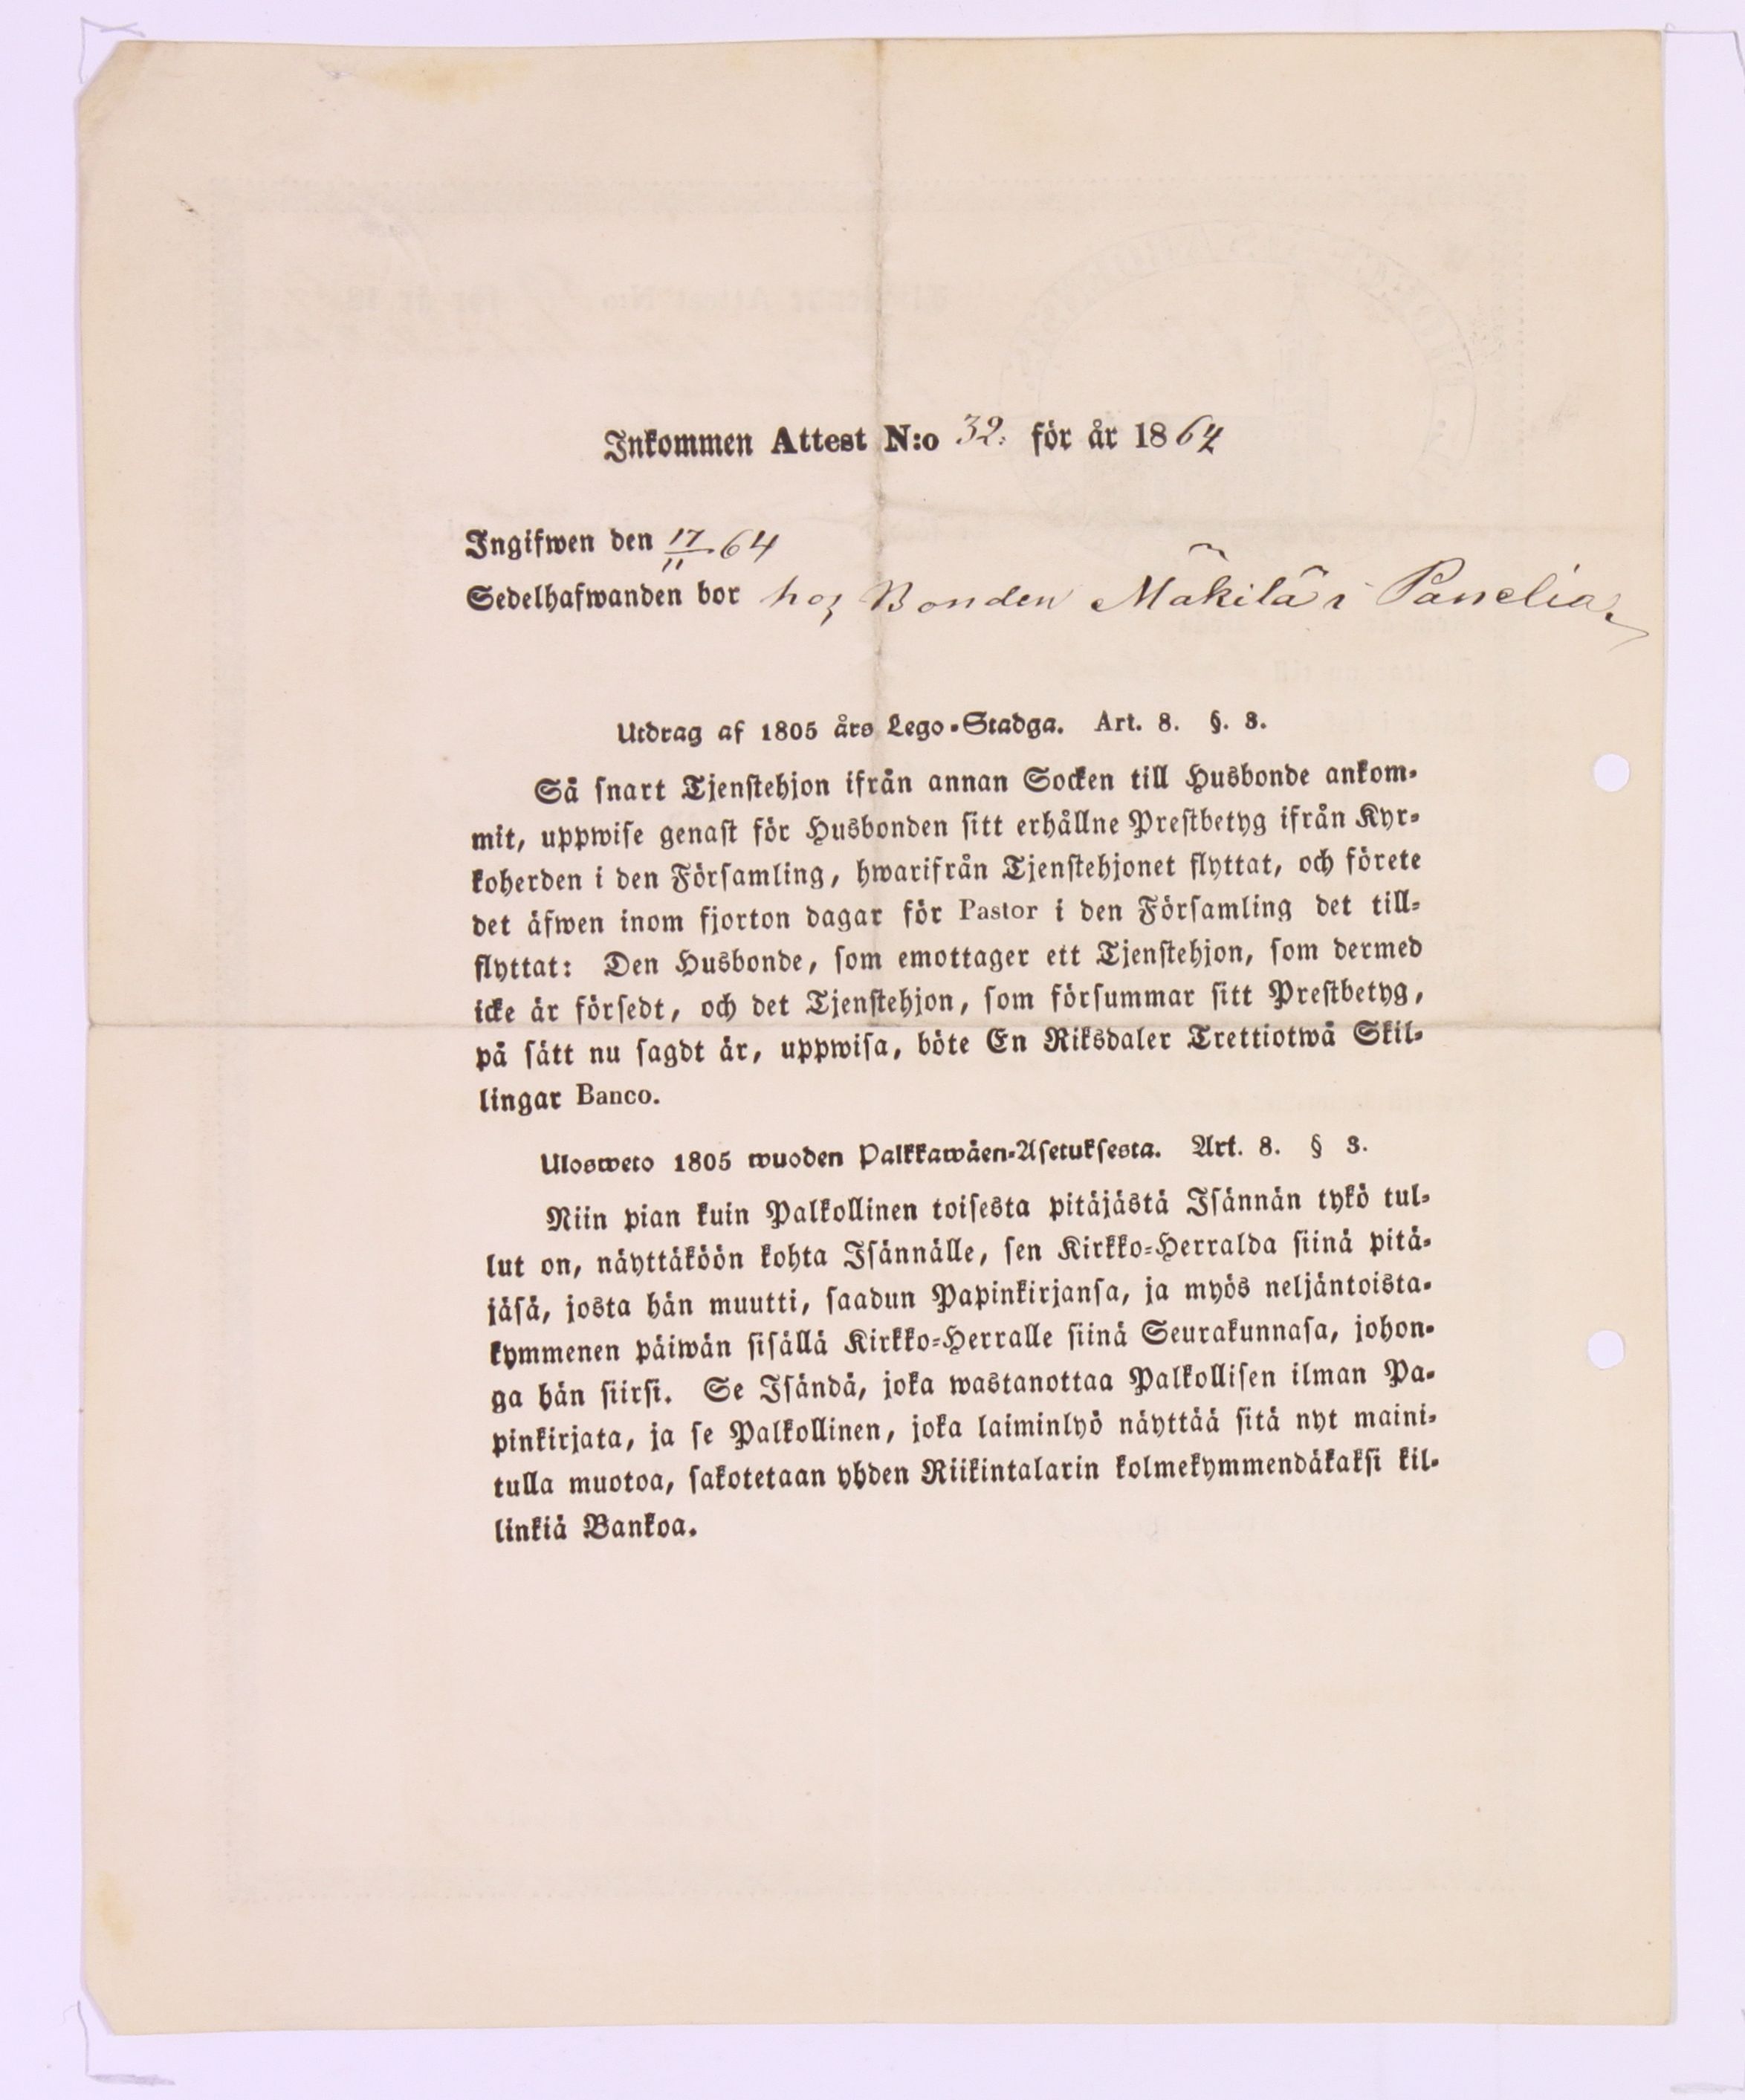 Inkommen Attest N:o 32. för år 1864
Ingifwen den 17/11 64
Sedelhafwanden bor hos Bonden Mäkilä i Panelia
Utdrag af 1805 års Lego-Stadga. Art. 8. §. 3.
Så snart Tjenstehjon ifrån annan Socken till Husbonde ankom-
mit, uppwise genast för Husbonden sitt erhållne Prestbetyg ifrån Kyr-
koherden i den Församling, hwarifrån Tjenstehjonet flyttat, och förete
det äfwen inom fjorton dagar för Pastor i den Församling det till-
flyttat: Den Husbonde, som emottager ett Tjenstehjon, som dermed
icke är försedt, och det Tjenstehjon, som försummar sitt Prestbetyg,
på sätt nu sagdt är, uppwisa, böte En Riksdaler Trettiotwå Skil-
lingar Banco.
Ulosweto 1805 wuoden Palkkawäen-Asetuksesta. Art. 8. § 3.
Niin pian kuin Palkollinen toisesta pitäjästä Isännän tykö tul-
lut on, näyttäköön kohta Isännälle, sen Kirkko-Herralda siinä pitä-
jäsä, josta hän muutti, saadun Papinkirjansa, ja myös neljäntoista-
kymmenen päiwän sisällä Kirkko-Herralle siinä Seurakunnasa, johon-
ga hän siirsi. Se Isändä, joka wastanottaa Palkollisen ilman Pa-
pinkirjata, ja se Palkollinen, joka laiminlyö näyttää sitä nyt maini-
tulla muotoa, sakotetaan yhden Riikintalarin kolmekymmendäkaksi kil-
linkiä Bankoa.